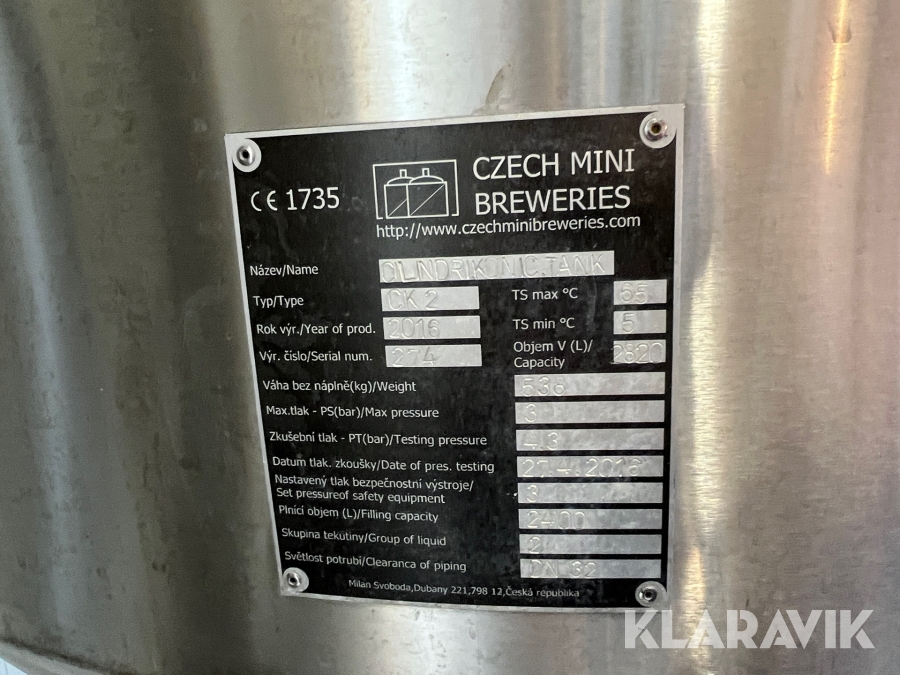 CE 1735
CZECH MINI
BREWERIES
http://www.czechminibreweries.com
Název/Name CILINDRIKONIC.TANK
Typ/Type CK 2 TS max °C 65
Rok výr./Year of prod. 2016 TS min °C 5
Výr. číslo/Serial num. 274 Objem V (L)/
Capacity 2820
Váha bez náplně(kg)/Weight 536
Max.tlak - PS(bar)/Max pressure 3
Zkušební tlak - PT(bar)/Testing pressure 4.3
Datum tlak. zkoušky/Date of pres. testing 27.4.2016
Nastavený tlak bezpečnostní výstroje/
Set pressureof safety equipment 3
Plnící objem (L)/Filling capacity 2400
Skupina tekutiny/Group of liquid 2
Světlost potrubí/Clearance of piping DN 32
Milan Svoboda,Dubany 221,798 12,Česká republika
KLARAVIK